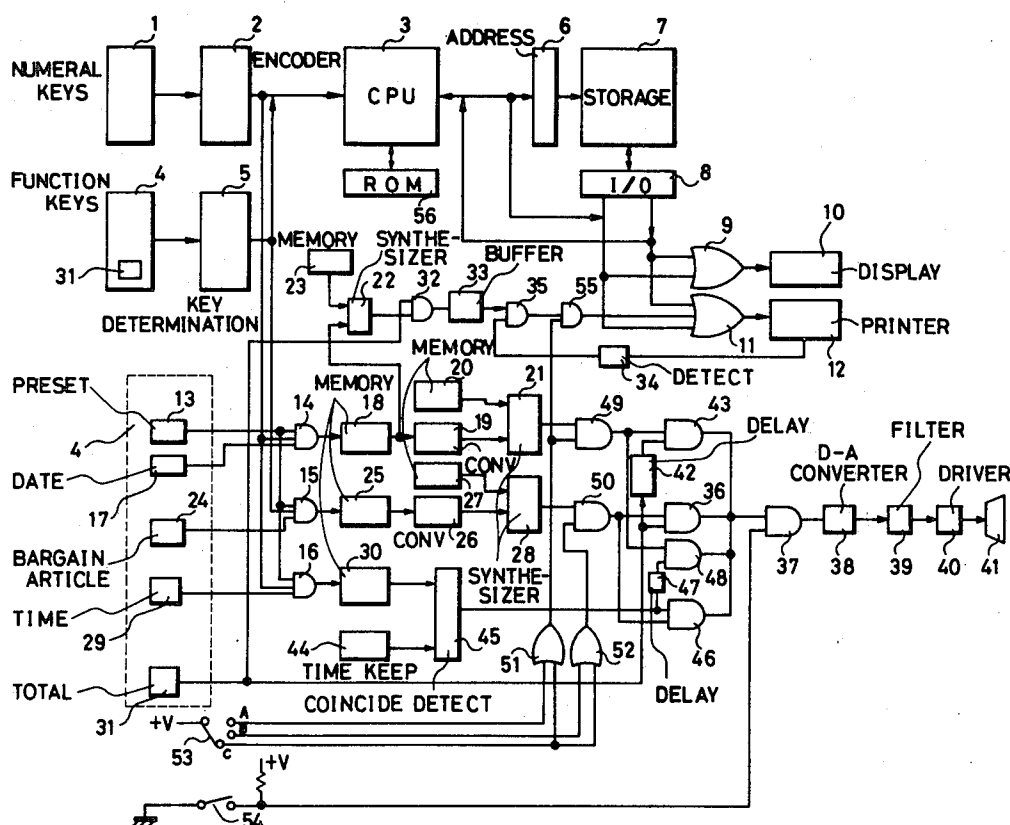 1 2 3 ADDRESS 6 7
NUMERAL KEYS
ENCODER
CPU
STORAGE
FUNCTION KEYS
4 5
ROM
56
I/O 8
31
KEY DETERMINATION
MEMORY
23
SYNTHE-
SIZER
22
32
BUFFER
33
35
55
9
10
DISPLAY
11
PRINTER
12
34
DETECT
PRESET
4
13
14
MEMORY
18
MEMORY
20
21
19
CONV
49
43
DELAY
42
DATE
17
15
25
27
CONV 26
28
50
36
D-A
CONVERTER
FILTER
DRIVER
BARGAIN
ARTICLE
24
16
30
SYNTHESIZER
47
48
37 38 39 40 41
TIME
29
44
TIME KEEP
45
COINCIDE DETECT
51
52
46
DELAY
TOTAL
31
+V
53
A
B
C
+V
54